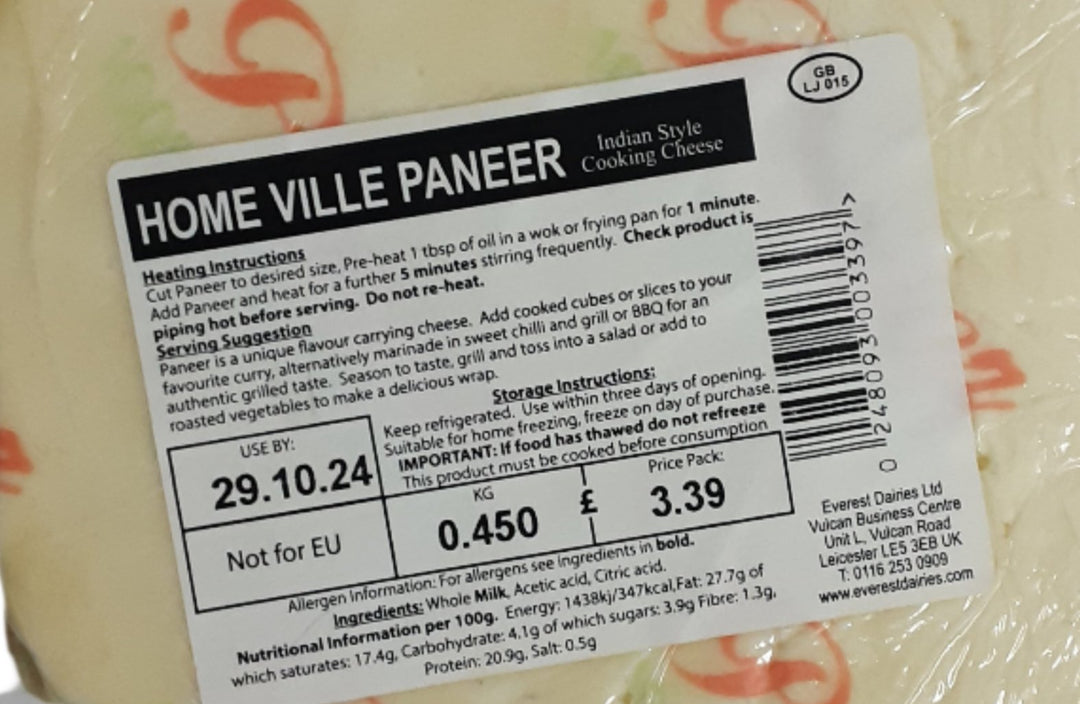 GB
LJ 015
HOME VILLE PANEER
Indian Style
Cooking Cheese
Heating Instructions
Cut Paneer to desired size, Pre-heat 1 tbsp of oil in a wok or frying pan for 1 minute.
Add Paneer and heat for a further 5 minutes stirring frequently. Check product is
piping hot before serving. Do not re-heat.
Serving Suggestion
Paneer is a unique flavour carrying cheese. Add cooked cubes or slices to your
favourite curry, alternatively marinade in sweet chilli and grill or BBQ for an
authentic grilled taste. Season to taste, grill and toss into a salad or add to
roasted vegetables to make a delicious wrap.
Storage Instructions:
Keep refrigerated. Use within three days of opening.
Suitable for home freezing, freeze on day of purchase.
IMPORTANT: If food has thawed do not refreeze
This product must be cooked before consumption
USE BY:
29.10.24
Not for EU
KG
0.450
£
Price Pack:
3.39
0 248093 003397 >
Everest Dairies Ltd
Vulcan Business Centre
Unit L, Vulcan Road
Leicester LE5 3EB UK
T: 0116 253 0909
www.everestdairies.com
Allergen Information: For allergens see ingredients in bold.
Ingredients: Whole Milk, Acetic acid, Citric acid.
Nutritional Information per 100g. Energy: 1438kj/347kcal,Fat: 27.7g of
which saturates: 17.4g, Carbohydrate: 4.1g of which sugars: 3.9g Fibre: 1.3g,
Protein: 20.9g, Salt: 0.5g